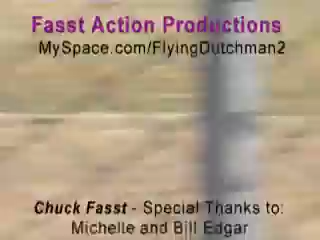 Fasst Action Productions
MySpace.com/FlyingDutchman2
Chuck Fasst - Special Thanks to:
Michelle and Bill Edgar